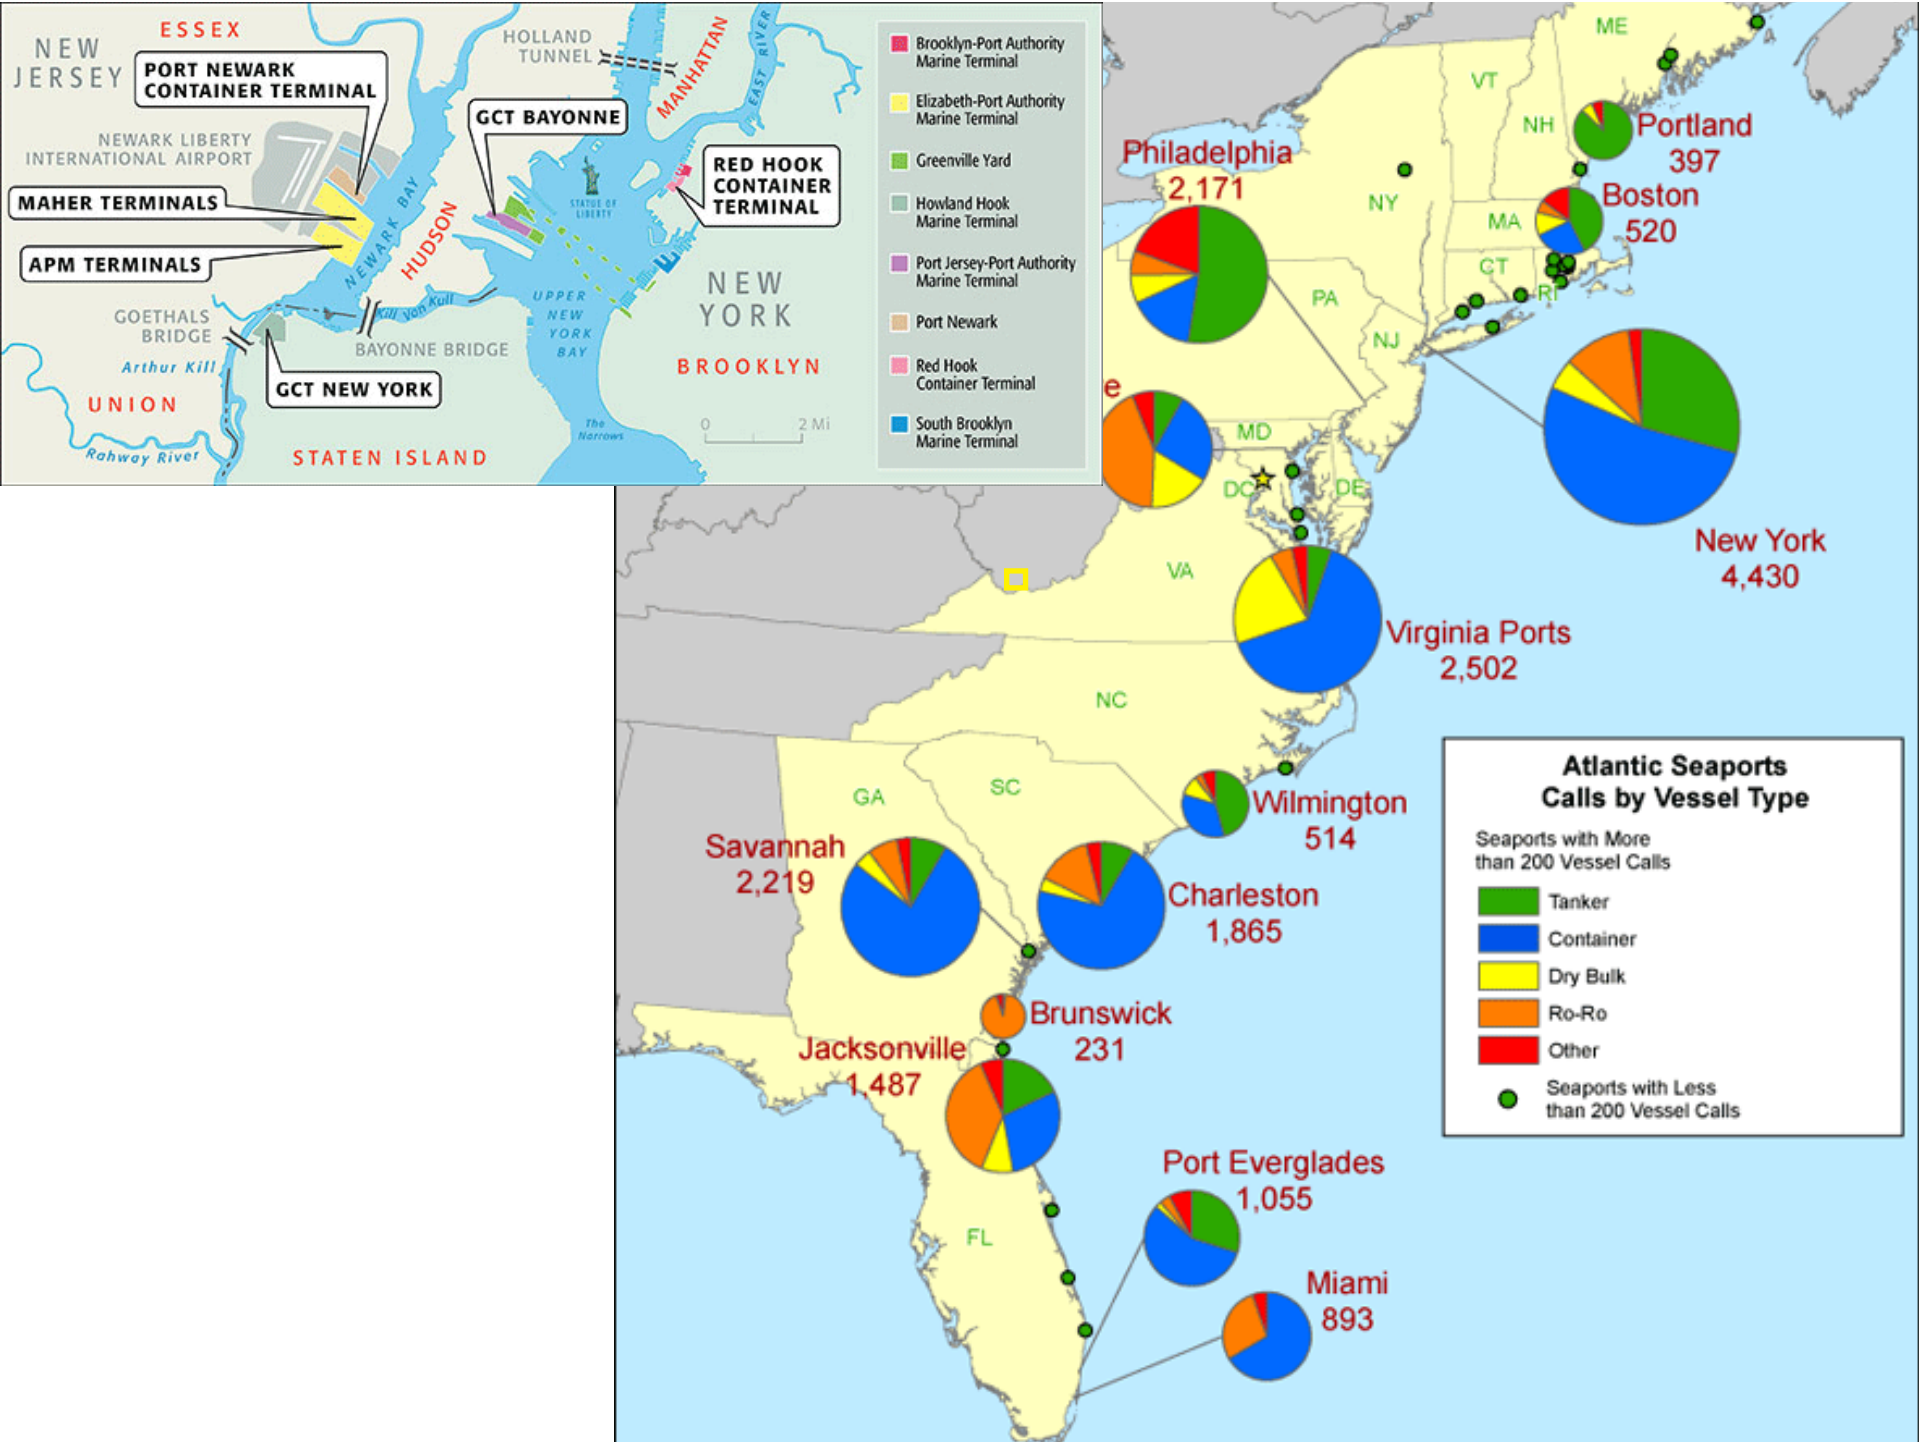 NEW
JERSEY
ESSEX
PORT NEWARK
CONTAINER TERMINAL
HOLLAND
TUNNEL
MANHATTAN
EAST RIVER
GCT BAYONNE
NEWARK LIBERTY
INTERNATIONAL AIRPORT
MAHER TERMINALS
APM TERMINALS
NEWARK BAY
HUDSON
STATUE OF
LIBERTY
RED HOOK
CONTAINER
TERMINAL
GOETHALS
BRIDGE
Arthur Kill
Kill Van Kull
BAYONNE BRIDGE
UPPER
NEW
YORK
BAY
NEW
YORK
BROOKLYN
GCT NEW YORK
UNION
Rahway River
STATEN ISLAND
The
Narrows
0 2 Mi
Brooklyn-Port Authority
Marine Terminal
Elizabeth-Port Authority
Marine Terminal
Greenville Yard
Howland Hook
Marine Terminal
Port Jersey-Port Authority
Marine Terminal
Port Newark
Red Hook
Container Terminal
South Brooklyn
Marine Terminal
ME
VT
NH
Portland
397
Philadelphia
2,171
NY
MA
Boston
520
CT
RI
PA
NJ
e
MD
DC
DE
New York
4,430
VA
Virginia Ports
2,502
NC
Wilmington
514
GA
SC
Savannah
2,219
Charleston
1,865
Brunswick
231
Jacksonville
1,487
FL
Port Everglades
1,055
Miami
893
Atlantic Seaports
Calls by Vessel Type
Seaports with More
than 200 Vessel Calls
Tanker
Container
Dry Bulk
Ro-Ro
Other
Seaports with Less
than 200 Vessel Calls